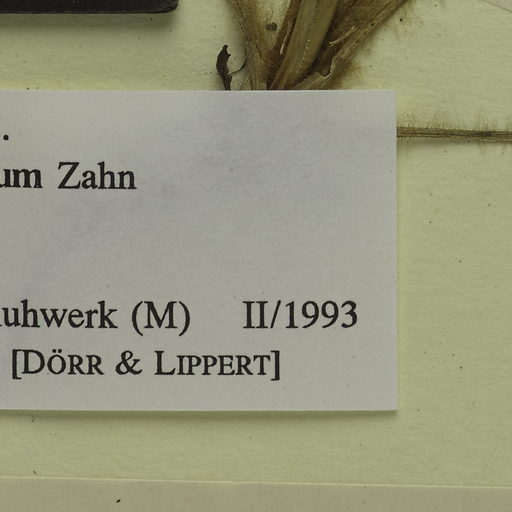 um Zahn
uhwerk (M) II/1993
[DÖRR & LIPPERT]